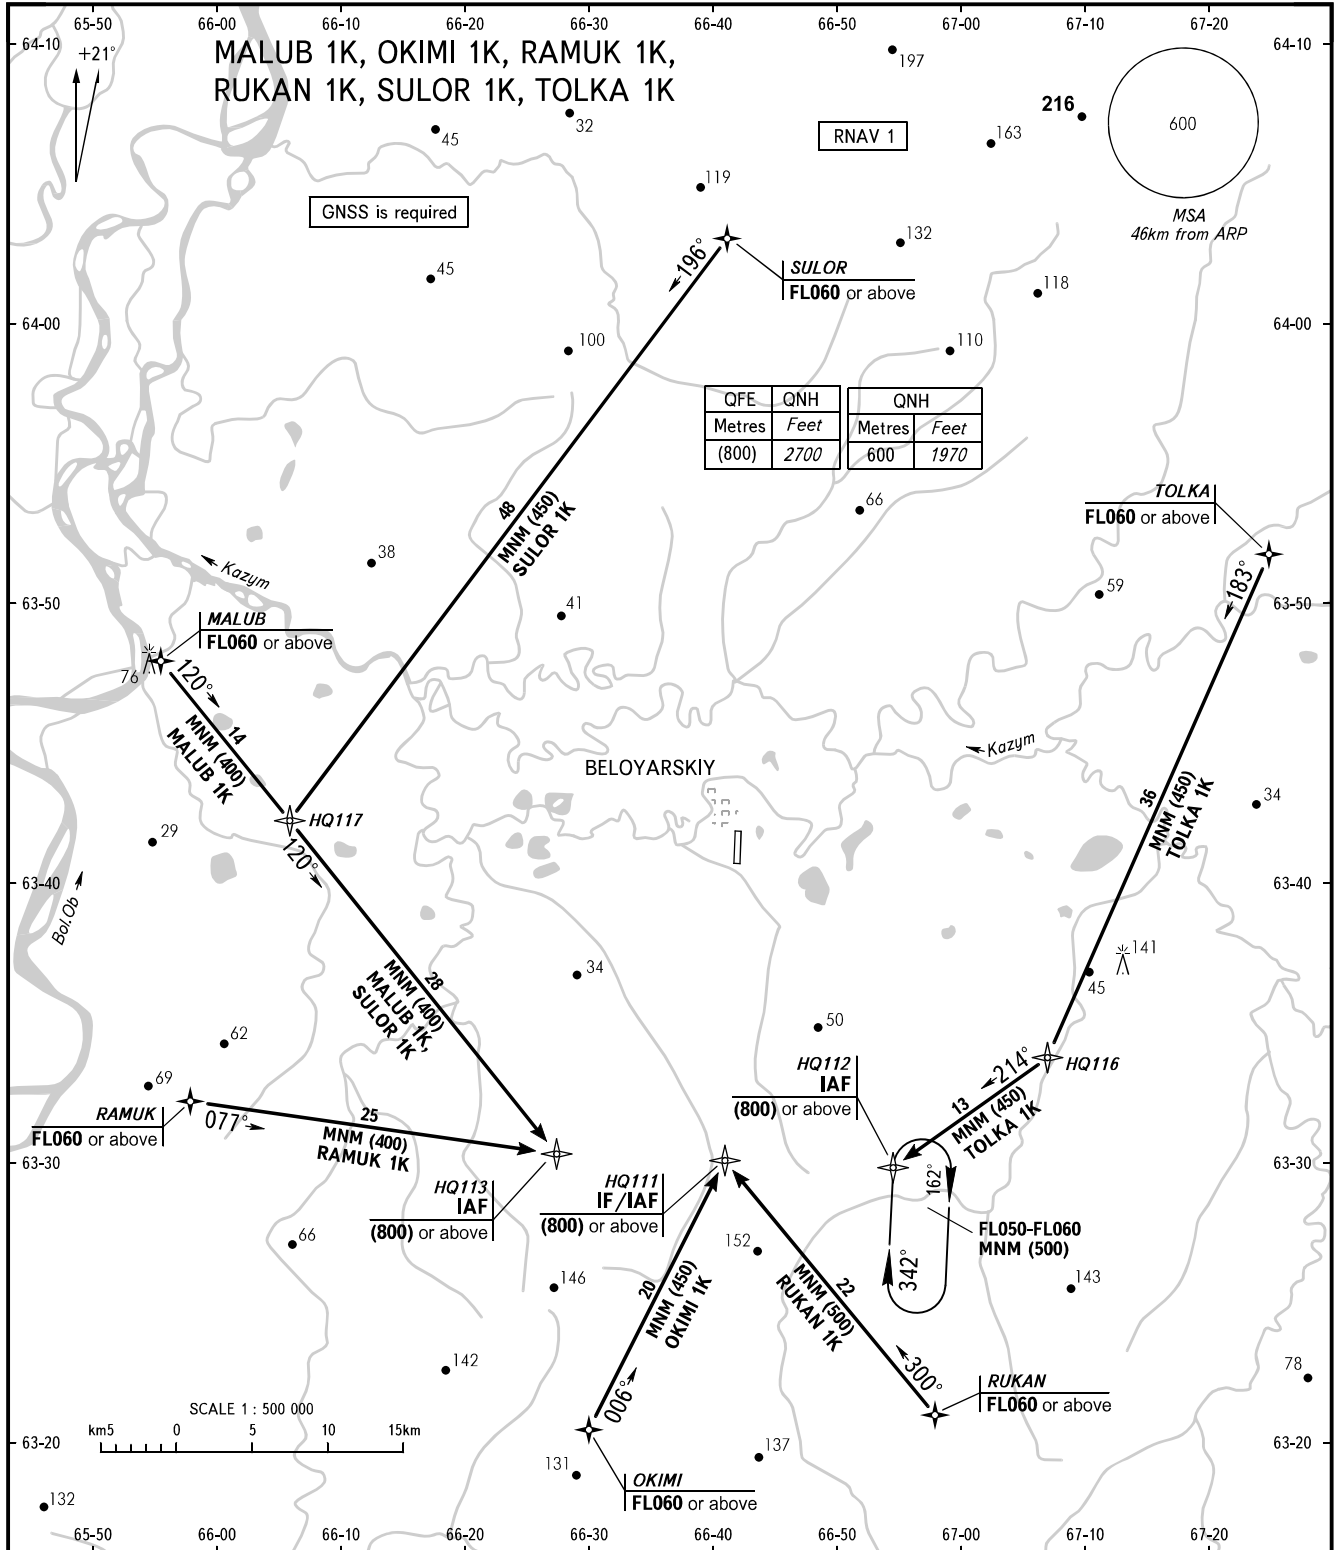 65-50 66-00 66-10 66-20 66-30 66-40 66-50 67-00 67-10 67-20
64-10
64-10
+21°
MALUB 1K, OKIMI 1K, RAMUK 1K,
RUKAN 1K, SULOR 1K, TOLKA 1K
197
32
45
216
600
RNAV 1
163
119
GNSS is required
MSA
46km from ARP
132
196°
SULOR
FL060 or above
45
118
64-00
64-00
100
110
QFE QNH
Metres Feet
(800) 2700
QNH
Metres Feet
600 1970
66
TOLKA
FL060 or above
48
MNM (450)
SULOR 1K
38
Kazym
183°
59
63-50
63-50
41
MALUB
FL060 or above
76
120°
14
MNM (400)
MALUB 1K
Kazym
BELOYARSKIY
36
MNM (450)
TOLKA 1K
34
HQ117
29
120°
63-40
63-40
Bol.Ob
141
45
34
28
MNM (400)
MALUB 1K,
SULOR 1K
50
62
HQ112
IAF
(800) or above
214°
HQ116
69
RAMUK
FL060 or above
077°
25
MNM (400)
RAMUK 1K
13
MNM (450)
TOLKA 1K
63-30
63-30
HQ113
IAF
(800) or above
HQ111
IF/IAF
(800) or above
162°
FL050-FL060
MNM (500)
342°
66
152
146
143
20
MNM (450)
OKIMI 1K
22
MNM (500)
RUKAN 1K
142
78
006°
300°
RUKAN
FL060 or above
SCALE 1 : 500 000
km5 0 5 10 15km
63-20
63-20
131
137
OKIMI
FL060 or above
132
65-50 66-00 66-10 66-20 66-30 66-40 66-50 67-00 67-10 67-20